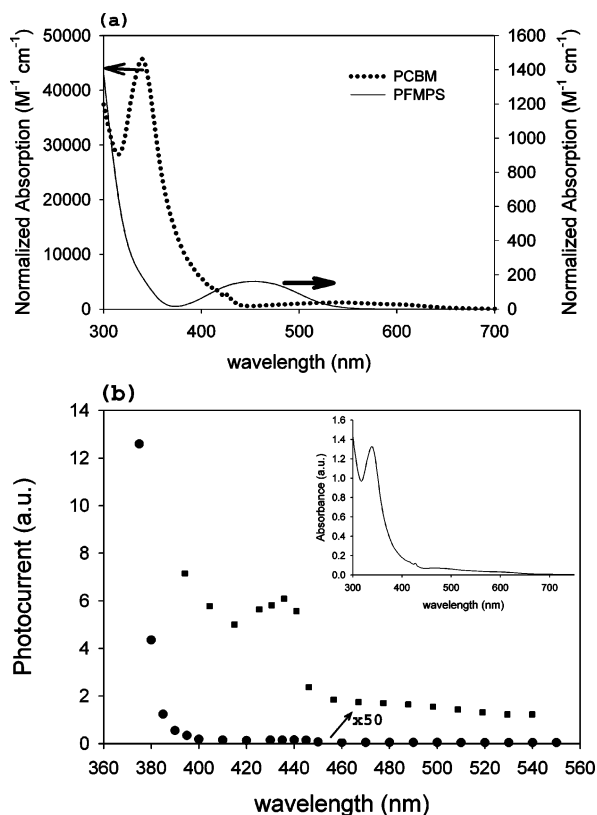 (a)
Normalized Absorption (M⁻¹ cm⁻¹)
50000
40000
30000
20000
10000
0
1600
1400
1200
1000
800
600
400
200
0
Normalized Absorption (M⁻¹ cm⁻¹)
PCBM
PFMPS
300 400 500 600 700
wavelength (nm)
(b)
Photocurrent (a.u.)
14
12
10
8
6
4
2
0
x50
360 380 400 420 440 460 480 500 520 540 560
wavelength (nm)
Absorbance (a.u.)
1.6
1.4
1.2
1.0
0.8
0.6
0.4
0.2
0.0
300 400 500 600 700
wavelength (nm)